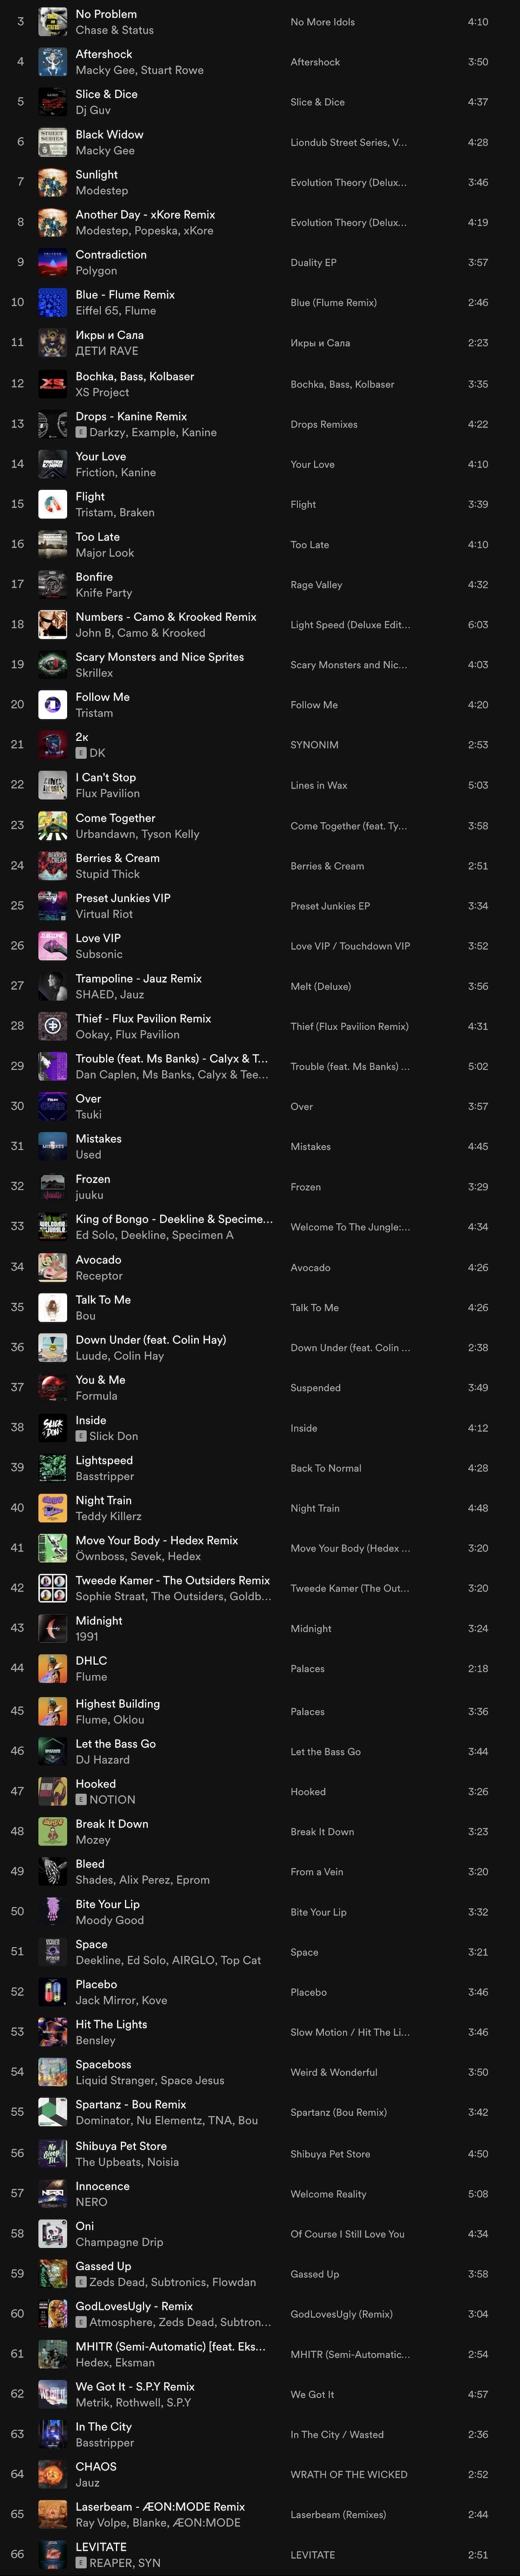 3 No Problem No More Idols 4:10
Chase & Status
4 Aftershock Aftershock 3:50
Macky Gee, Stuart Rowe
5 Slice & Dice Slice & Dice 4:37
Dj Guv
6 Black Widow Liondub Street Series, V... 4:28
Macky Gee
7 Sunlight Evolution Theory (Delux... 3:46
Modestep
8 Another Day - xKore Remix Evolution Theory (Delux... 4:19
Modestep, Popeska, xKore
9 Contradiction Duality EP 3:57
Polygon
10 Blue - Flume Remix Blue (Flume Remix) 2:46
Eiffel 65, Flume
11 Икры и Сала Икры и Сала 2:23
ДЕТИ RAVE
12 Bochka, Bass, Kolbaser Bochka, Bass, Kolbaser 3:35
XS Project
13 Drops - Kanine Remix Drops Remixes 4:22
E Darkzy, Example, Kanine
14 Your Love Your Love 4:10
Friction, Kanine
15 Flight Flight 3:39
Tristam, Braken
16 Too Late Too Late 4:10
Major Look
17 Bonfire Rage Valley 4:32
Knife Party
18 Numbers - Camo & Krooked Remix Light Speed (Deluxe Edit... 6:03
John B, Camo & Krooked
19 Scary Monsters and Nice Sprites Scary Monsters and Nic... 4:03
Skrillex
20 Follow Me Follow Me 4:20
Tristam
21 2к SYNONIM 2:53
E DK
22 I Can't Stop Lines in Wax 5:03
Flux Pavilion
23 Come Together Come Together (feat. Ty... 3:58
Urbandawn, Tyson Kelly
24 Berries & Cream Berries & Cream 2:51
Stupid Thick
25 Preset Junkies VIP Preset Junkies EP 3:34
Virtual Riot
26 Love VIP Love VIP / Touchdown VIP 3:52
Subsonic
27 Trampoline - Jauz Remix Melt (Deluxe) 3:56
SHAED, Jauz
28 Thief - Flux Pavilion Remix Thief (Flux Pavilion Remix) 4:31
Ookay, Flux Pavilion
29 Trouble (feat. Ms Banks) - Calyx & T... Trouble (feat. Ms Banks) ... 5:02
Dan Caplen, Ms Banks, Calyx & Tee...
30 Over Over 3:57
Tsuki
31 Mistakes Mistakes 4:45
Used
32 Frozen Frozen 3:29
juuku
33 King of Bongo - Deekline & Specime... Welcome To The Jungle:... 4:34
Ed Solo, Deekline, Specimen A
34 Avocado Avocado 4:26
Receptor
35 Talk To Me Talk To Me 4:26
Bou
36 Down Under (feat. Colin Hay) Down Under (feat. Colin ... 2:38
Luude, Colin Hay
37 You & Me Suspended 3:49
Formula
38 Inside Inside 4:12
E Slick Don
39 Lightspeed Back To Normal 4:28
Basstripper
40 Night Train Night Train 4:48
Teddy Killerz
41 Move Your Body - Hedex Remix Move Your Body (Hedex ... 3:20
Öwnboss, Sevek, Hedex
42 Tweede Kamer - The Outsiders Remix Tweede Kamer (The Out... 3:20
Sophie Straat, The Outsiders, Goldb...
43 Midnight Midnight 3:24
1991
44 DHLC Palaces 2:18
Flume
45 Highest Building Palaces 3:36
Flume, Oklou
46 Let the Bass Go Let the Bass Go 3:44
DJ Hazard
47 Hooked Hooked 3:26
E NOTION
48 Break It Down Break It Down 3:23
Mozey
49 Bleed From a Vein 3:20
Shades, Alix Perez, Eprom
50 Bite Your Lip Bite Your Lip 3:32
Moody Good
51 Space Space 3:21
Deekline, Ed Solo, AIRGLO, Top Cat
52 Placebo Placebo 3:46
Jack Mirror, Kove
53 Hit The Lights Slow Motion / Hit The Li... 3:46
Bensley
54 Spaceboss Weird & Wonderful 3:50
Liquid Stranger, Space Jesus
55 Spartanz - Bou Remix Spartanz (Bou Remix) 3:42
Dominator, Nu Elementz, TNA, Bou
56 Shibuya Pet Store Shibuya Pet Store 4:50
The Upbeats, Noisia
57 Innocence Welcome Reality 5:08
NERO
58 Oni Of Course I Still Love You 4:34
Champagne Drip
59 Gassed Up Gassed Up 3:58
E Zeds Dead, Subtronics, Flowdan
60 GodLovesUgly - Remix GodLovesUgly (Remix) 3:04
E Atmosphere, Zeds Dead, Subtron...
61 MHITR (Semi-Automatic) [feat. Eks... MHITR (Semi-Automatic... 2:54
Hedex, Eksman
62 We Got It - S.P.Y Remix We Got It 4:57
Metrik, Rothwell, S.P.Y
63 In The City In The City / Wasted 2:36
Basstripper
64 CHAOS WRATH OF THE WICKED 2:52
Jauz
65 Laserbeam - ÆON:MODE Remix Laserbeam (Remixes) 2:44
Ray Volpe, Blanke, ÆON:MODE
66 LEVITATE LEVITATE 2:51
E REAPER, SYN